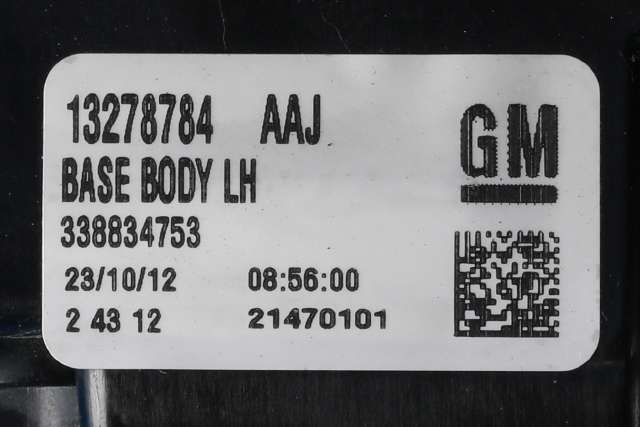 13278784 AAJ
GM
BASE BODY LH
338834753
23/10/12 08:56:00
2 43 12 21470101